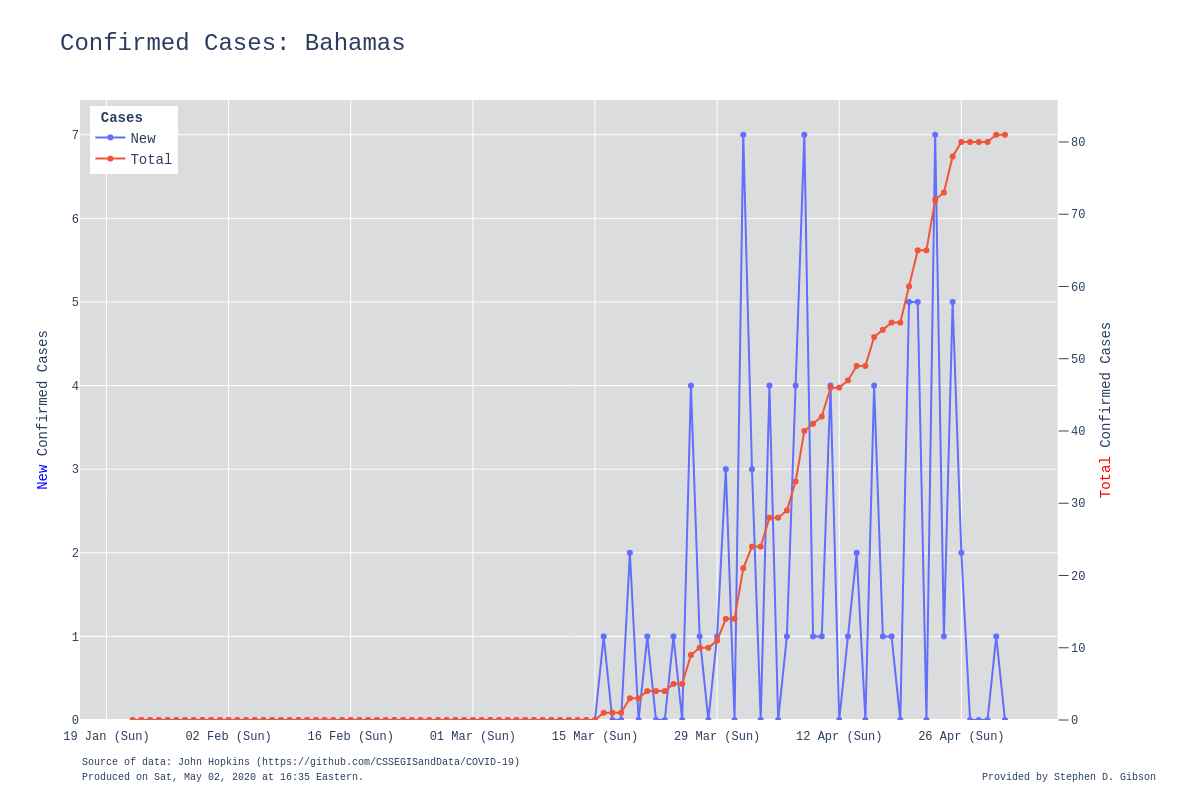 Confirmed Cases: Bahamas
Cases
New
Total
7
6
5
4
3
2
1
0
New Confirmed Cases
80
70
60
50
40
30
20
10
0
Total Confirmed Cases
19 Jan (Sun) 02 Feb (Sun) 16 Feb (Sun) 01 Mar (Sun) 15 Mar (Sun) 29 Mar (Sun) 12 Apr (Sun) 26 Apr (Sun)
Source of data: John Hopkins (https://github.com/CSSEGISandData/COVID-19)
Produced on Sat, May 02, 2020 at 16:35 Eastern.
Provided by Stephen D. Gibson